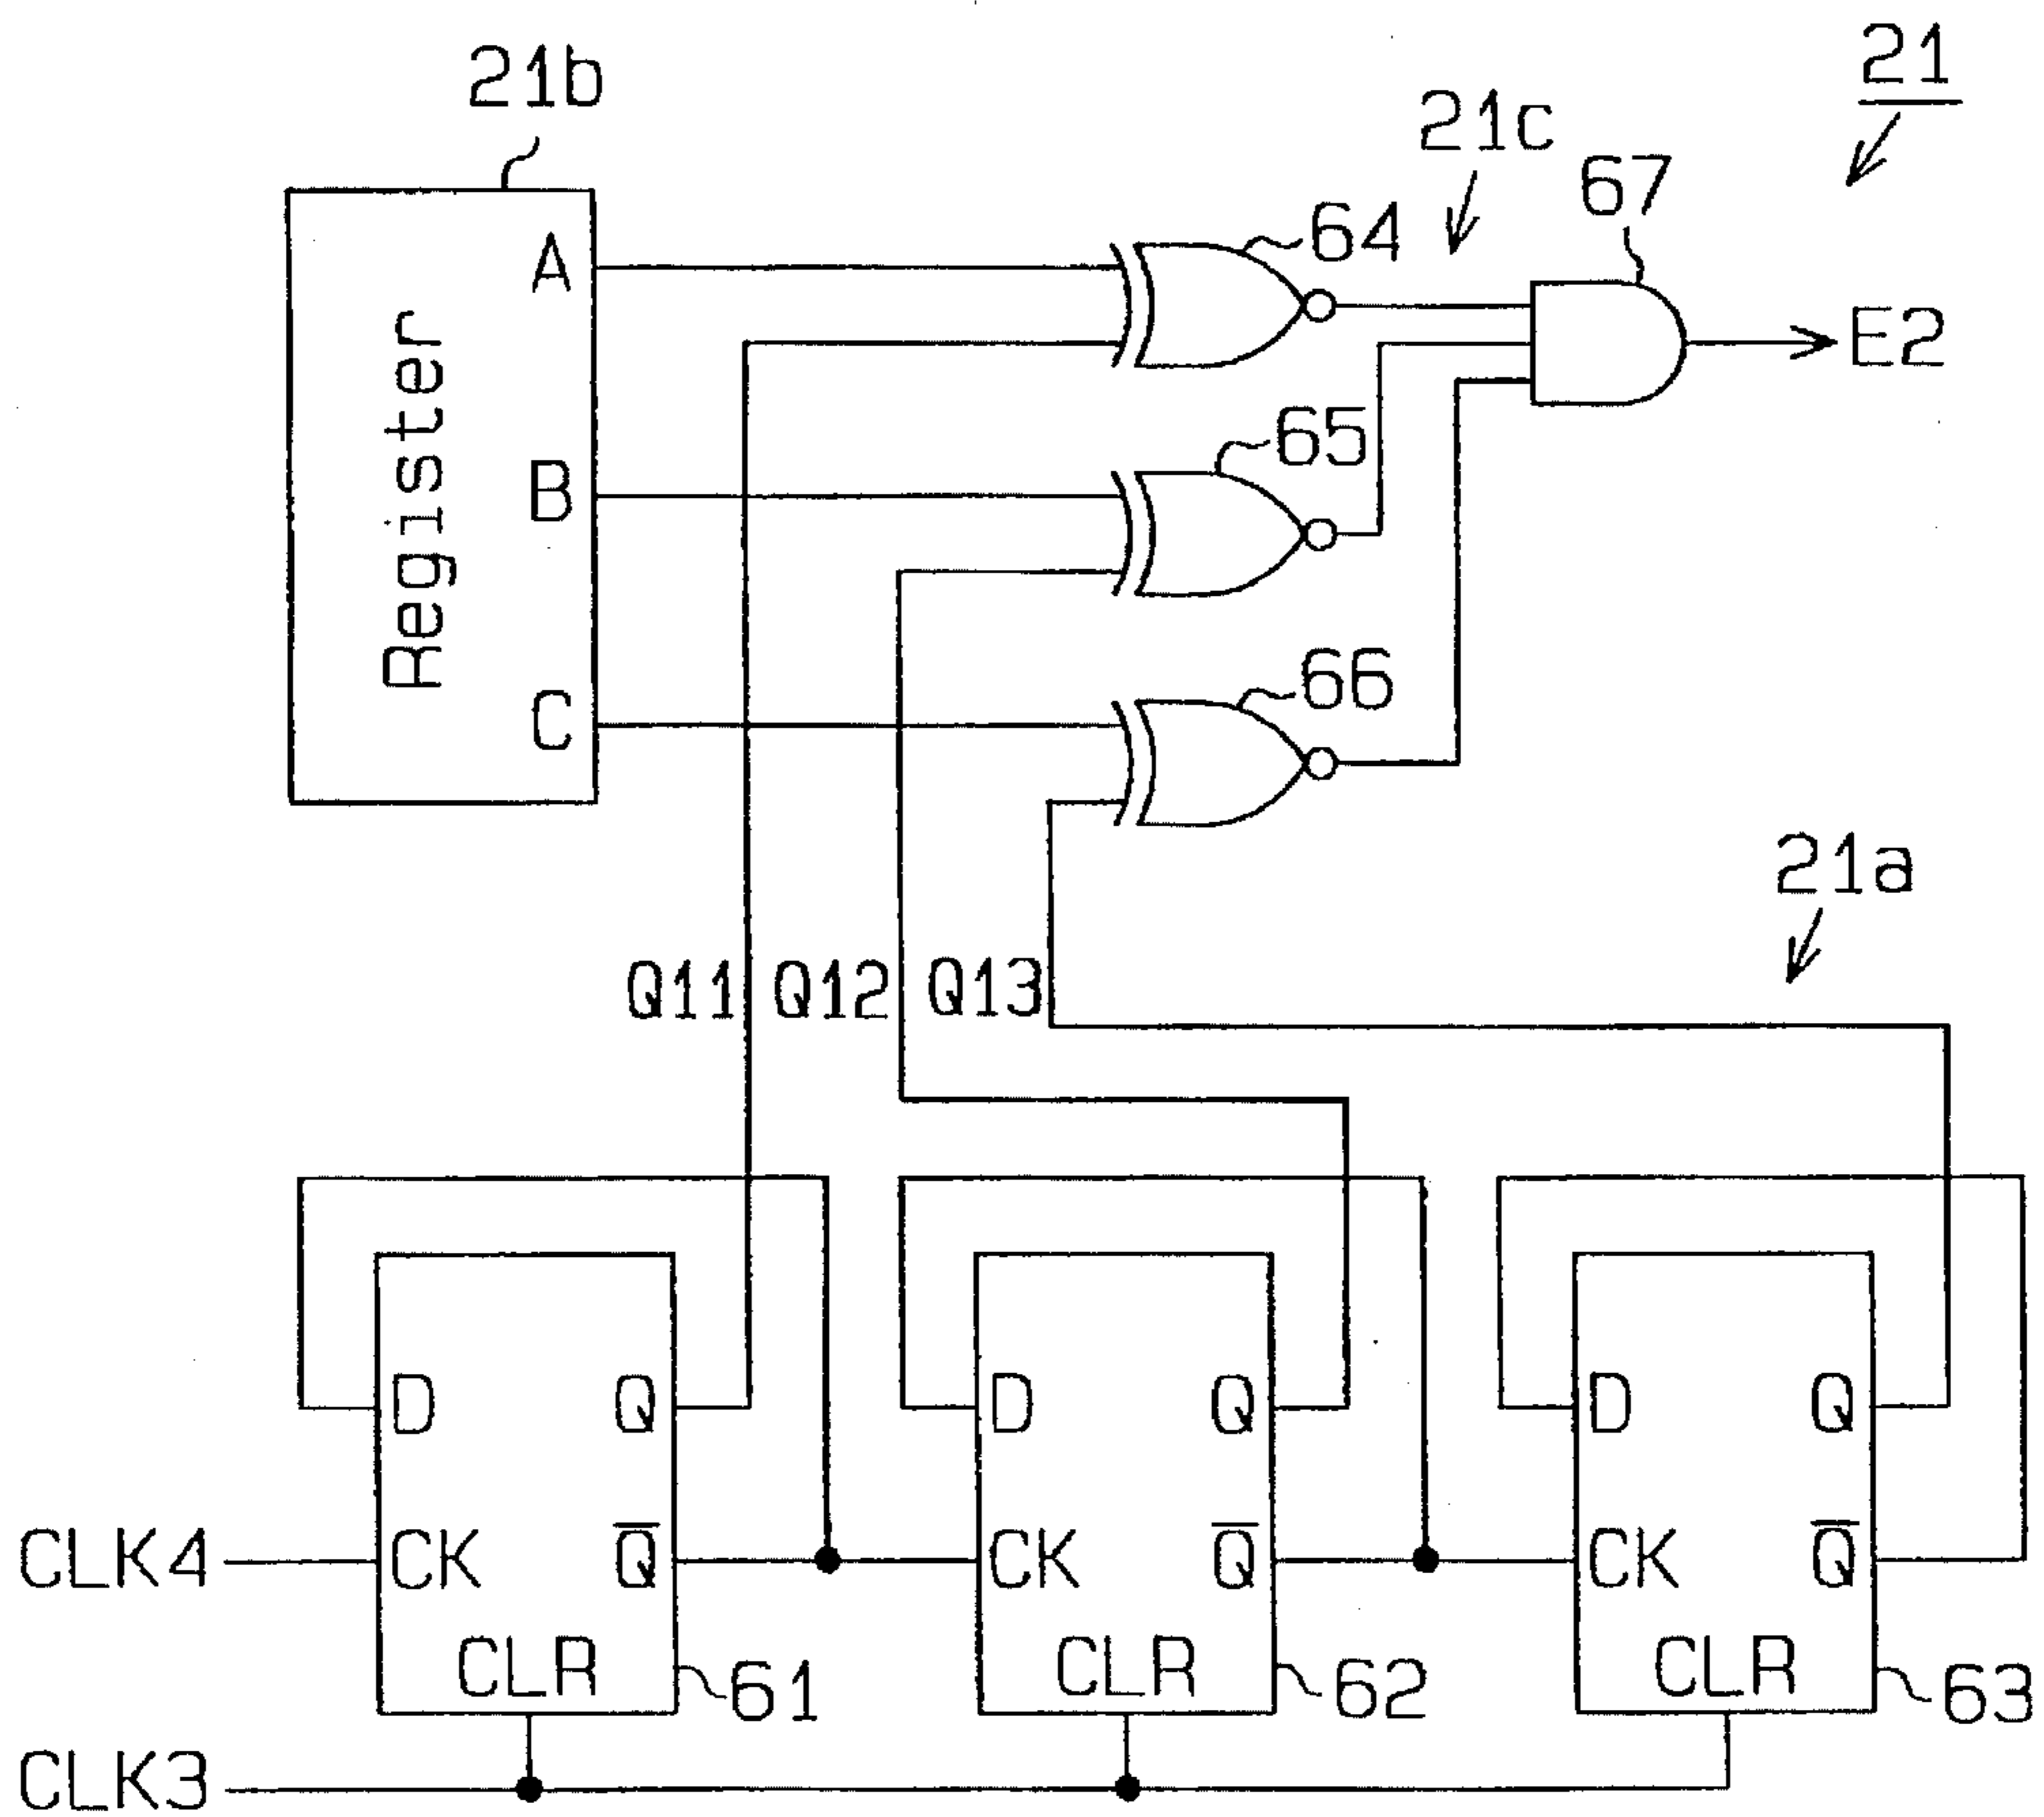 21b
21
21c
67
64
A
Register
E2
65
B
66
C
21a
Q11 Q12 Q13
D Q D Q D Q
CLK4 CK Q̅ CK Q̅ CK Q̅
CLR 61 CLR 62 CLR 63
CLK3